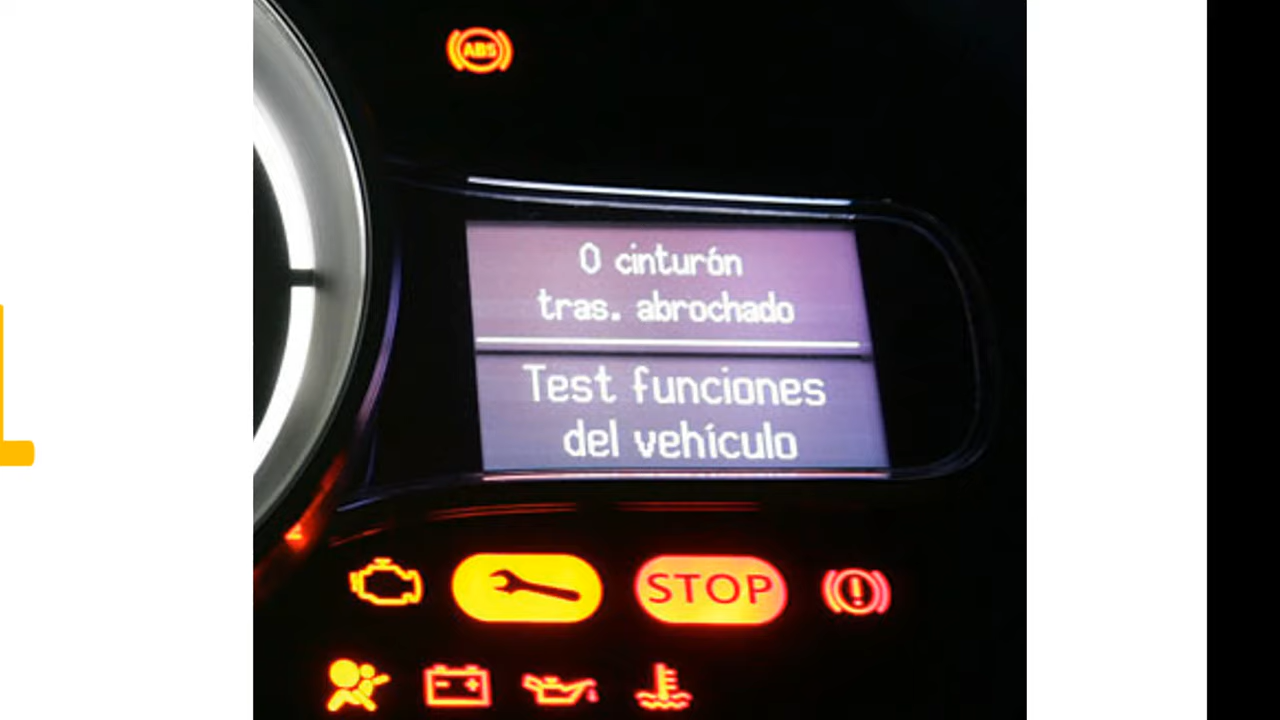 ABS
0 cinturón
tras. abrochado
Test funciones
del vehículo
STOP